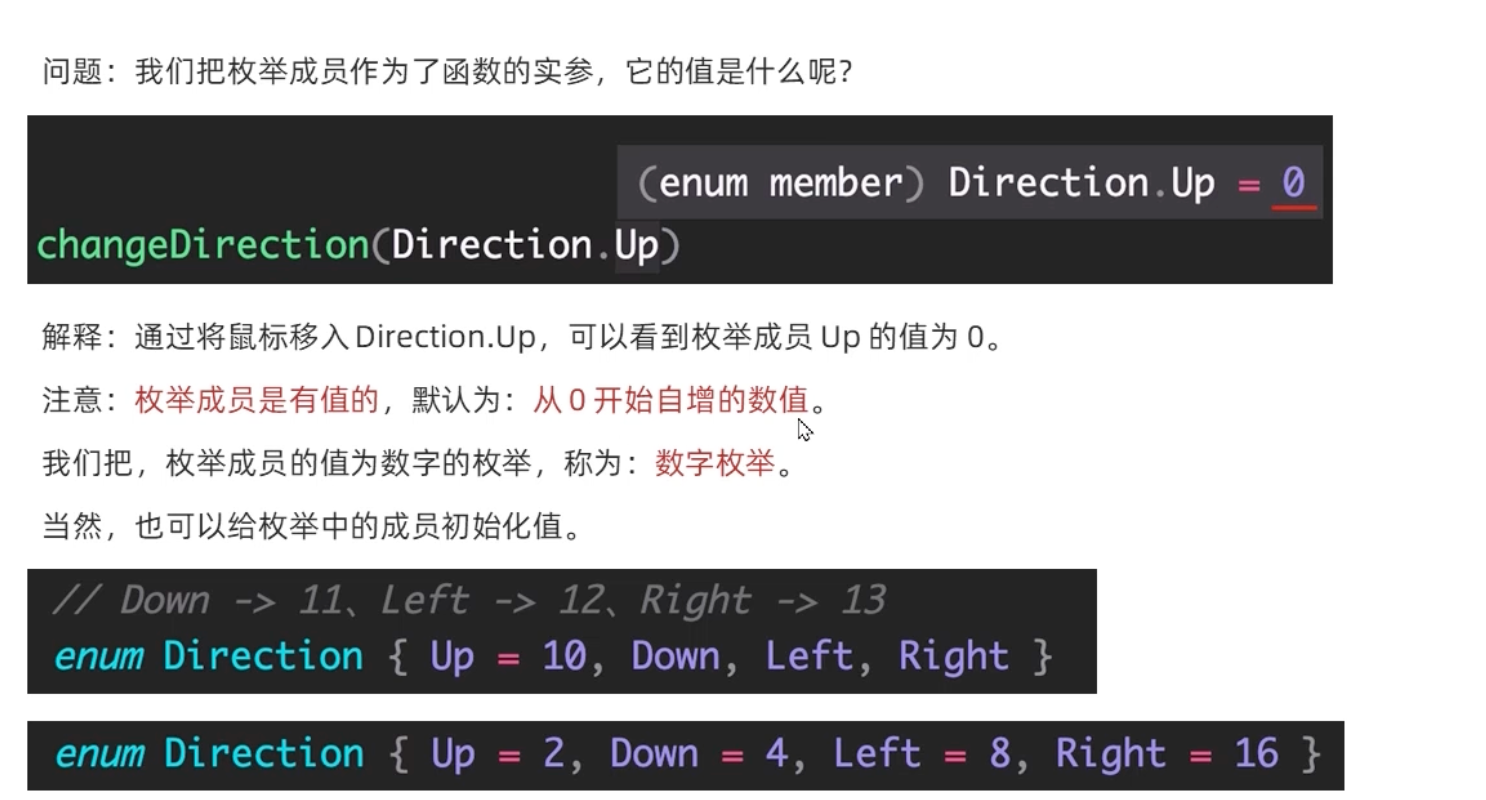 问题：我们把枚举成员作为了函数的实参，它的值是什么呢？
(enum member) Direction.Up = 0
changeDirection(Direction.Up)
解释：通过将鼠标移入 Direction.Up，可以看到枚举成员 Up 的值为 0。
注意：枚举成员是有值的，默认为：从 0 开始自增的数值。
我们把，枚举成员的值为数字的枚举，称为：数字枚举。
当然，也可以给枚举中的成员初始化值。
// Down -> 11、Left -> 12、Right -> 13
enum Direction { Up = 10, Down, Left, Right }
enum Direction { Up = 2, Down = 4, Left = 8, Right = 16 }